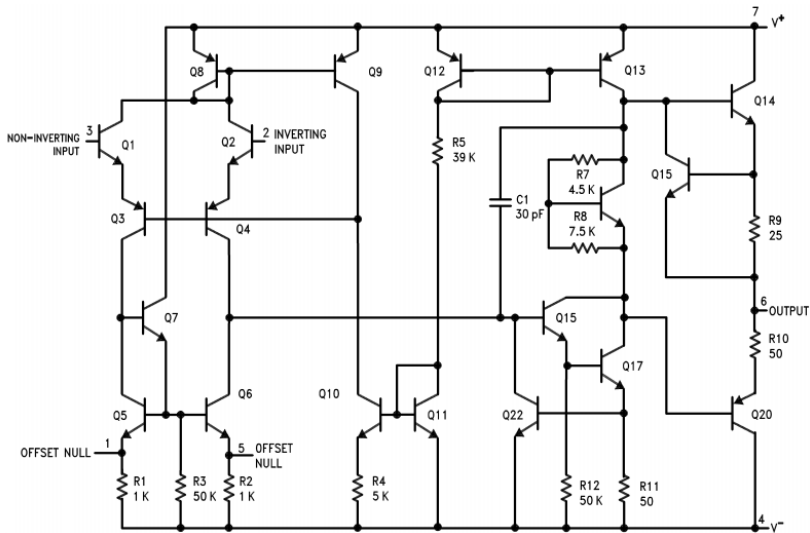 7
V+
Q8
Q9
Q12
Q13
Q14
3
NON-INVERTING
INPUT
Q1
Q2
2 INVERTING
INPUT
R5
39 K
R7
4.5 K
Q15
Q3
Q4
C1
30 pF
R8
7.5 K
R9
25
Q7
6
OUTPUT
Q15
R10
50
Q5
Q6
Q10
Q11
Q22
Q17
Q20
1
OFFSET NULL
5
OFFSET
NULL
R1
1 K
R3
50 K
R2
1 K
R4
5 K
R12
50 K
R11
50
4
V-